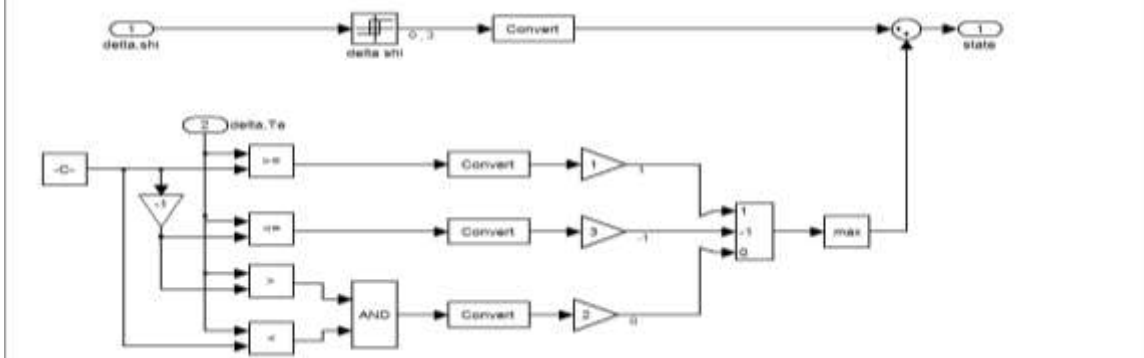 1
delta.shi
delta shi
0 , 3
Convert
1
state
2
delta.Te
-C-
-1
>=
Convert
1
1
<=
Convert
3
-1
>
<
AND
Convert
2
0
1
-1
0
max